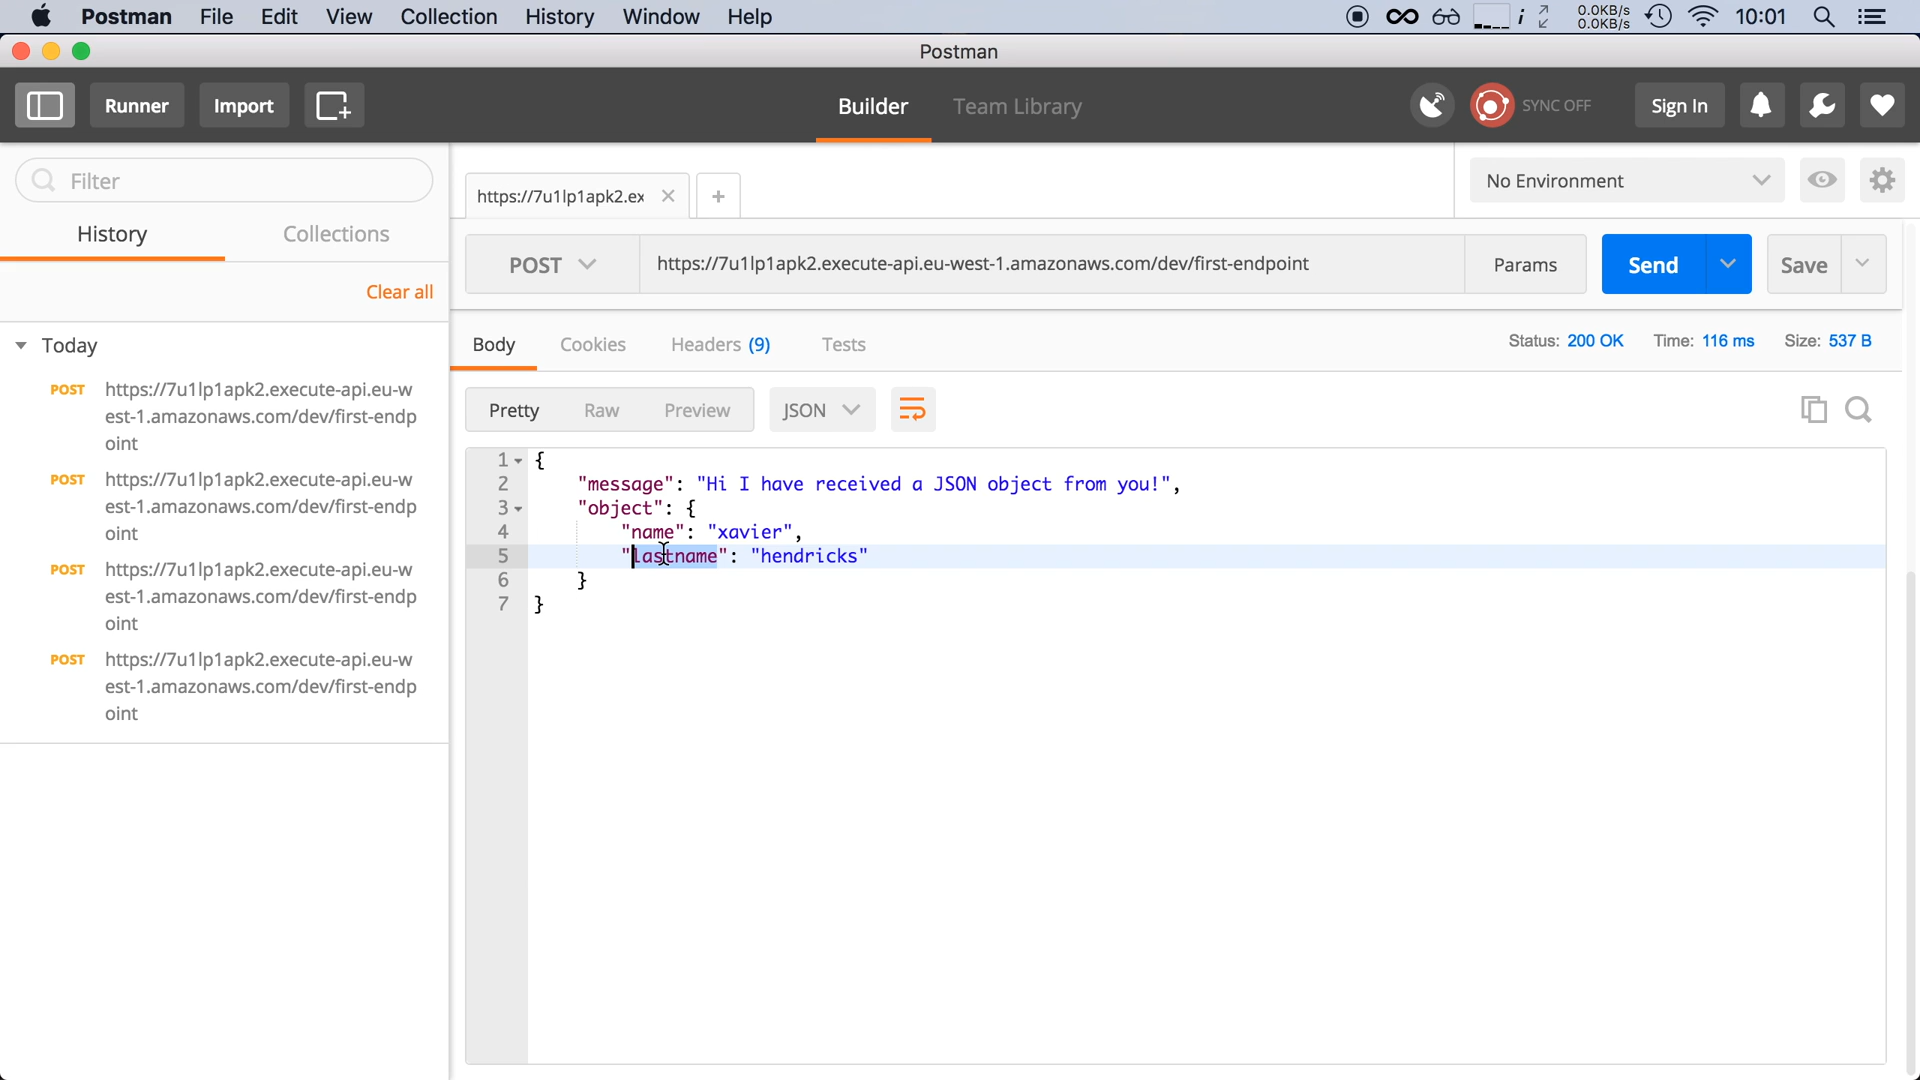 Postman File Edit View Collection History Window Help 0.0KB/s 10:01
0.0KB/s
Postman
Runner Import Builder Team Library SYNC OFF Sign In
Filter
https://7u1lp1apk2.ex
No Environment
History Collections
POST https://7u1lp1apk2.execute-api.eu-west-1.amazonaws.com/dev/first-endpoint Params Send Save
Clear all
Today
Body Cookies Headers (9) Tests Status: 200 OK Time: 116 ms Size: 537 B
Pretty Raw Preview JSON
POST https://7u1lp1apk2.execute-api.eu-w
est-1.amazonaws.com/dev/first-endp
oint
POST https://7u1lp1apk2.execute-api.eu-w
est-1.amazonaws.com/dev/first-endp
oint
POST https://7u1lp1apk2.execute-api.eu-w
est-1.amazonaws.com/dev/first-endp
oint
POST https://7u1lp1apk2.execute-api.eu-w
est-1.amazonaws.com/dev/first-endp
oint
1 {
2 "message": "Hi I have received a JSON object from you!",
3 "object": {
4 "name": "xavier",
5 "lastname": "hendricks"
6 }
7 }